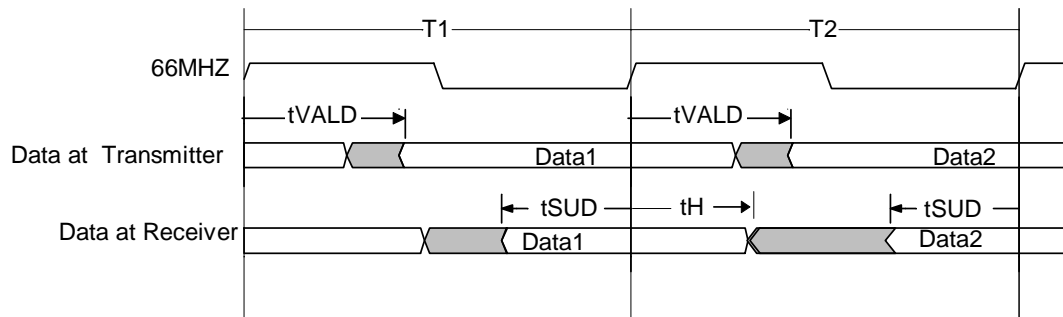 T1 T2
66MHZ
tVALD tVALD
Data at Transmitter Data1 Data2
tSUD tH tSUD
Data at Receiver Data1 Data2